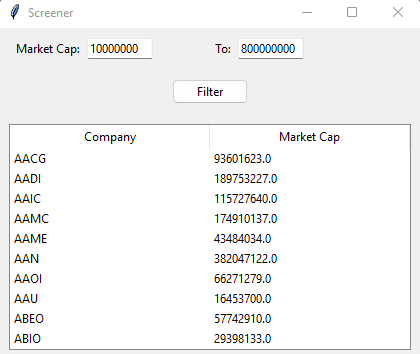 Screener
Market Cap: 10000000 To: 800000000
Filter
Company Market Cap
AACG 93601623.0
AADI 189753227.0
AAIC 115727640.0
AAMC 174910137.0
AAME 43484034.0
AAN 382047122.0
AAOI 66271279.0
AAU 16453700.0
ABEO 57742910.0
ABIO 29398133.0